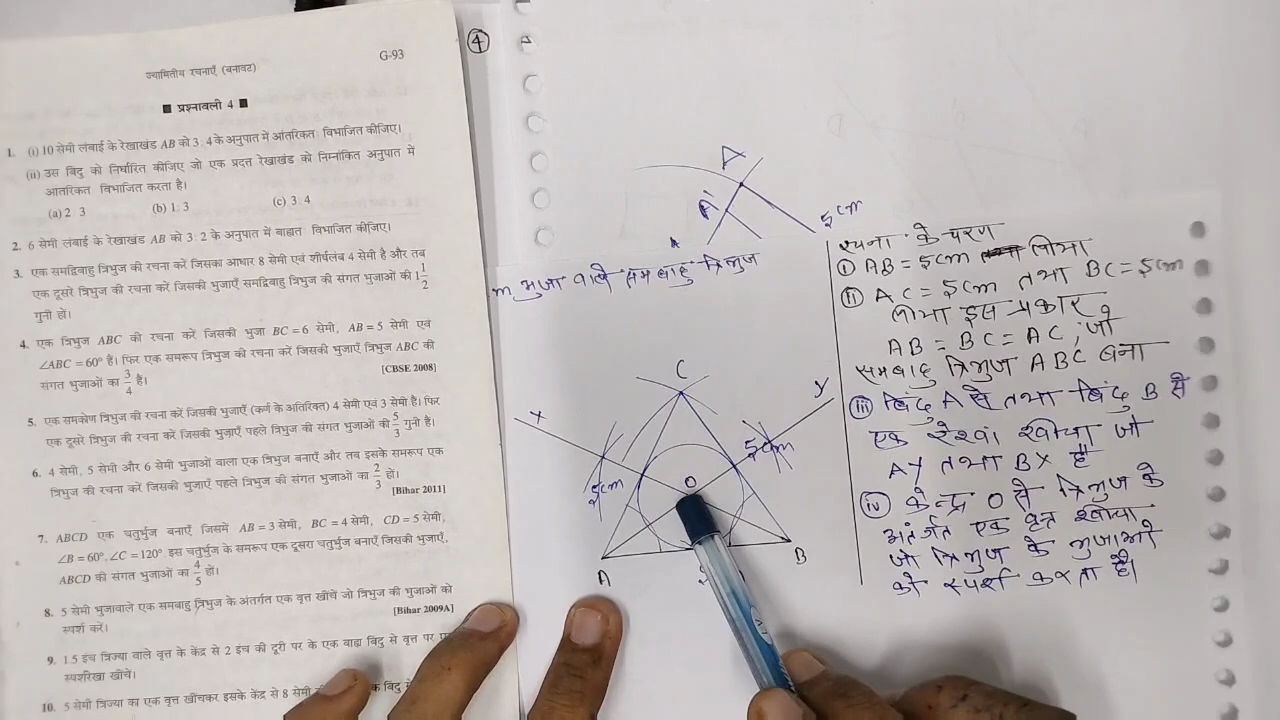 ज्यामितीय रचनाएँ (बनावट)
G-93
■ प्रश्नावली 4 ■
1. (i) 10 सेमी लंबाई के रेखाखंड AB को 3 : 4 के अनुपात में आंतरिकत: विभाजित कीजिए।
(ii) उस बिंदु को निर्धारित कीजिए जो एक प्रदत्त रेखाखंड को निम्नांकित अनुपात में
आंतरिकत: विभाजित करता है।
(a) 2 : 3 (b) 1 : 3 (c) 3 : 4
2. 6 सेमी लंबाई के रेखाखंड AB को 3 : 2 के अनुपात में बाह्यत: विभाजित कीजिए।
3. एक समद्विबाहु त्रिभुज की रचना करें जिसका आधार 8 सेमी एवं शीर्षलंब 4 सेमी है और तब
एक दूसरे त्रिभुज की रचना करें जिसकी भुजाएँ समद्विबाहु त्रिभुज की संगत भुजाओं की 1 1/2
गुनी हों।
4. एक त्रिभुज ABC की रचना करें जिसकी भुजा BC = 6 सेमी, AB = 5 सेमी एवं
∠ABC = 60° है। फिर एक समरूप त्रिभुज की रचना करें जिसकी भुजाएँ त्रिभुज ABC की
संगत भुजाओं का 3/4 है।
[CBSE 2008]
5. एक समकोण त्रिभुज की रचना करें जिसकी भुजाएँ (कर्ण के अतिरिक्त) 4 सेमी एवं 3 सेमी है। फिर
एक दूसरे त्रिभुज की रचना करें जिसकी भुजाएँ पहले त्रिभुज की संगत भुजाओं की 5/3 गुनी है।
6. 4 सेमी, 5 सेमी और 6 सेमी भुजाओं वाला एक त्रिभुज बनाएँ और तब इसके समरूप एक
त्रिभुज की रचना करें जिसकी भुजाएँ पहले त्रिभुज की संगत भुजाओं का 2/3 हों।
[Bihar 2011]
7. ABCD एक चतुर्भुज बनाएँ जिसमें AB = 3 सेमी, BC = 4 सेमी, CD = 5 सेमी,
∠B = 60°, ∠C = 120°. इस चतुर्भुज के समरूप एक दूसरा चतुर्भुज बनाएँ जिसकी भुजाएँ,
ABCD की संगत भुजाओं का 4/5 हों।
8. 5 सेमी भुजावाले एक समबाहु त्रिभुज के अंतर्गत एक वृत्त खींचें जो त्रिभुज की भुजाओं को
स्पर्श करें।
[Bihar 2009A]
9. 1.5 इंच त्रिज्या वाले वृत्त के केंद्र से 2 इंच की दूरी पर के एक बाह्य बिंदु से वृत्त पर
स्पर्शरेखा खींचें।
10. 5 सेमी त्रिज्या का एक वृत्त खींचकर इसके केंद्र से 8 सेमी
4
5cm
m भुजा वाले समबाहु त्रिभुज
C
X
Y
5cm
5cm
O
A
B
रचना के चरण
(i) AB = 5cm लिया
(ii) AC = 5cm तथा BC = 5cm
लिया इस प्रकार
AB = BC = AC, जो
समबाहु त्रिभुज ABC बना
(iii) बिंदु A से तथा बिंदु B से
एक रेखा खींचा जो
AY तथा BX है
(iv) केन्द्र O से त्रिभुज के
अंतर्गत एक वृत्त खींचा
जो त्रिभुज के भुजाओं
को स्पर्श करता है।